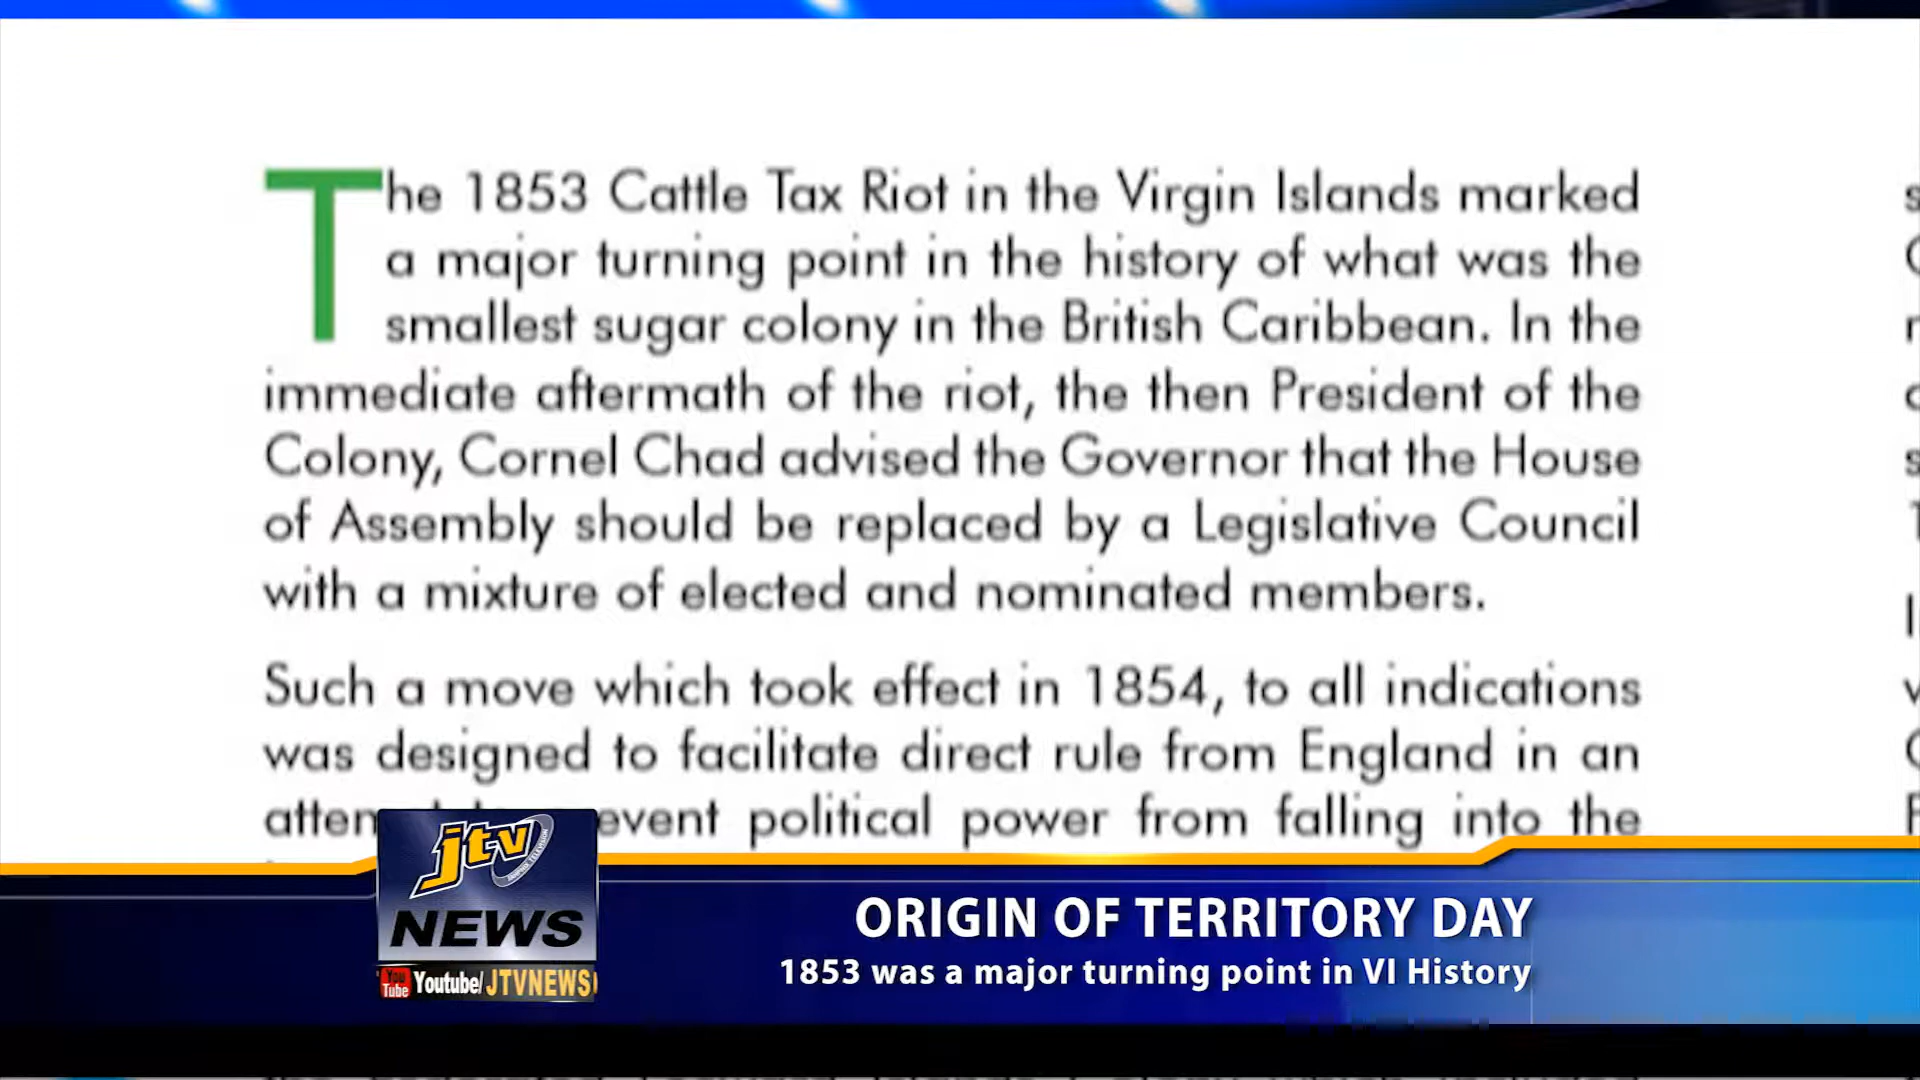 The 1853 Cattle Tax Riot in the Virgin Islands marked
a major turning point in the history of what was the
smallest sugar colony in the British Caribbean. In the
immediate aftermath of the riot, the then President of the
Colony, Cornel Chad advised the Governor that the House
of Assembly should be replaced by a Legislative Council
with a mixture of elected and nominated members.
Such a move which took effect in 1854, to all indications
was designed to facilitate direct rule from England in an
political power from falling into the
jtv
NEWS
You Tube Youtube/JTVNEWS
ORIGIN OF TERRITORY DAY
1853 was a major turning point in VI History